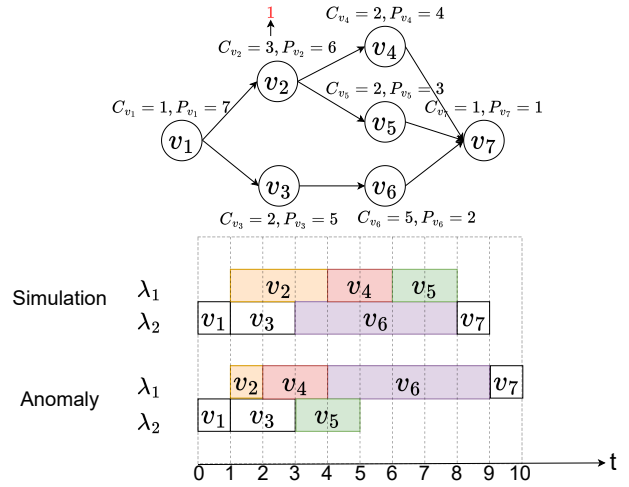 1
C_{v_4} = 2, P_{v_4} = 4
C_{v_2} = 3, P_{v_2} = 6
v_4
v_2
C_{v_5} = 2, P_{v_5} = 3
C_{v_1} = 1, P_{v_1} = 7
C_{v_7} = 1, P_{v_7} = 1
v_5
v_1
v_7
v_3
v_6
C_{v_3} = 2, P_{v_3} = 5
C_{v_6} = 5, P_{v_6} = 2
Simulation
λ_1
v_2 v_4 v_5
λ_2
v_1 v_3 v_6 v_7
Anomaly
λ_1
v_2 v_4 v_6 v_7
λ_2
v_1 v_3 v_5
0 1 2 3 4 5 6 7 8 9 10
t